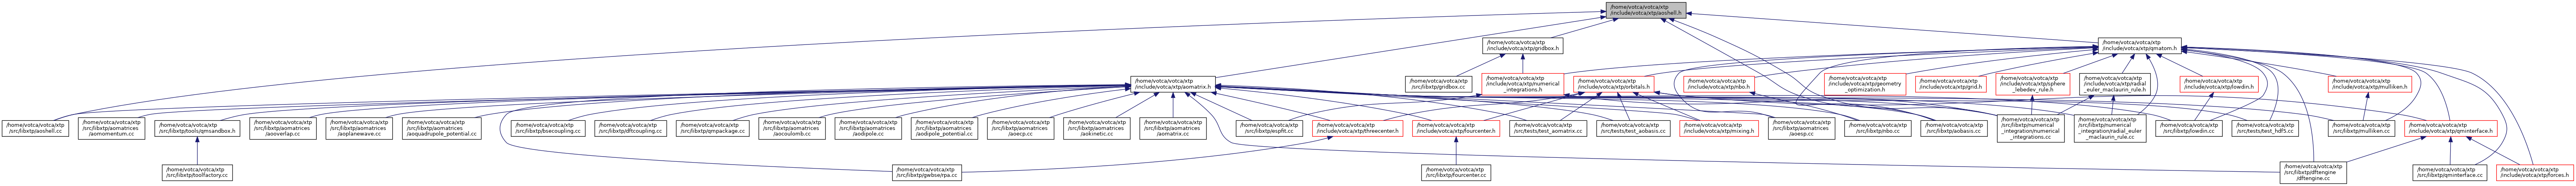 /home/votca/votca/xtp
/include/votca/xtp/aoshell.h
/home/votca/votca/xtp
/include/votca/xtp/gridbox.h
/home/votca/votca/xtp
/include/votca/xtp/qmatom.h
/home/votca/votca/xtp
/include/votca/xtp/aomatrix.h
/home/votca/votca/xtp
/src/libxtp/gridbox.cc
/home/votca/votca/xtp
/include/votca/xtp/numerical
_integrations.h
/home/votca/votca/xtp
/include/votca/xtp/orbitals.h
/home/votca/votca/xtp
/include/votca/xtp/nbo.h
/home/votca/votca/xtp
/include/votca/xtp/geometry
_optimization.h
/home/votca/votca/xtp
/include/votca/xtp/grid.h
/home/votca/votca/xtp
/include/votca/xtp/sphere
_lebedev_rule.h
/home/votca/votca/xtp
/include/votca/xtp/radial
_euler_maclaurin_rule.h
/home/votca/votca/xtp
/include/votca/xtp/lowdin.h
/home/votca/votca/xtp
/include/votca/xtp/mulliken.h
/home/votca/votca/xtp
/src/libxtp/aoshell.cc
/home/votca/votca/xtp
/src/libxtp/aomatrices
/aomomentum.cc
/home/votca/votca/xtp
/src/libxtp/tools/qmsandbox.h
/home/votca/votca/xtp
/src/libxtp/aomatrices
/aooverlap.cc
/home/votca/votca/xtp
/src/libxtp/aomatrices
/aoplanewave.cc
/home/votca/votca/xtp
/src/libxtp/aomatrices
/aoquadrupole_potential.cc
/home/votca/votca/xtp
/src/libxtp/bsecoupling.cc
/home/votca/votca/xtp
/src/libxtp/dftcoupling.cc
/home/votca/votca/xtp
/src/libxtp/qmpackage.cc
/home/votca/votca/xtp
/src/libxtp/aomatrices
/aocoulomb.cc
/home/votca/votca/xtp
/src/libxtp/aomatrices
/aodipole.cc
/home/votca/votca/xtp
/src/libxtp/aomatrices
/aodipole_potential.cc
/home/votca/votca/xtp
/src/libxtp/aomatrices
/aoecp.cc
/home/votca/votca/xtp
/src/libxtp/aomatrices
/aokinetic.cc
/home/votca/votca/xtp
/src/libxtp/aomatrices
/aomatrix.cc
/home/votca/votca/xtp
/src/libxtp/espfit.cc
/home/votca/votca/xtp
/include/votca/xtp/threecenter.h
/home/votca/votca/xtp
/include/votca/xtp/fourcenter.h
/home/votca/votca/xtp
/src/tests/test_aomatrix.cc
/home/votca/votca/xtp
/src/tests/test_aobasis.cc
/home/votca/votca/xtp
/include/votca/xtp/mixing.h
/home/votca/votca/xtp
/src/libxtp/aomatrices
/aoesp.cc
/home/votca/votca/xtp
/src/libxtp/nbo.cc
/home/votca/votca/xtp
/src/libxtp/aobasis.cc
/home/votca/votca/xtp
/src/libxtp/numerical
_integration/numerical
_integrations.cc
/home/votca/votca/xtp
/src/libxtp/numerical
_integration/radial_euler
_maclaurin_rule.cc
/home/votca/votca/xtp
/src/libxtp/lowdin.cc
/home/votca/votca/xtp
/src/tests/test_hdf5.cc
/home/votca/votca/xtp
/src/libxtp/mulliken.cc
/home/votca/votca/xtp
/include/votca/xtp/qminterface.h
/home/votca/votca/xtp
/src/libxtp/toolfactory.cc
/home/votca/votca/xtp
/src/libxtp/gwbse/rpa.cc
/home/votca/votca/xtp
/src/libxtp/fourcenter.cc
/home/votca/votca/xtp
/src/libxtp/dftengine
/dftengine.cc
/home/votca/votca/xtp
/src/libxtp/qminterface.cc
/home/votca/votca/xtp
/include/votca/xtp/forces.h